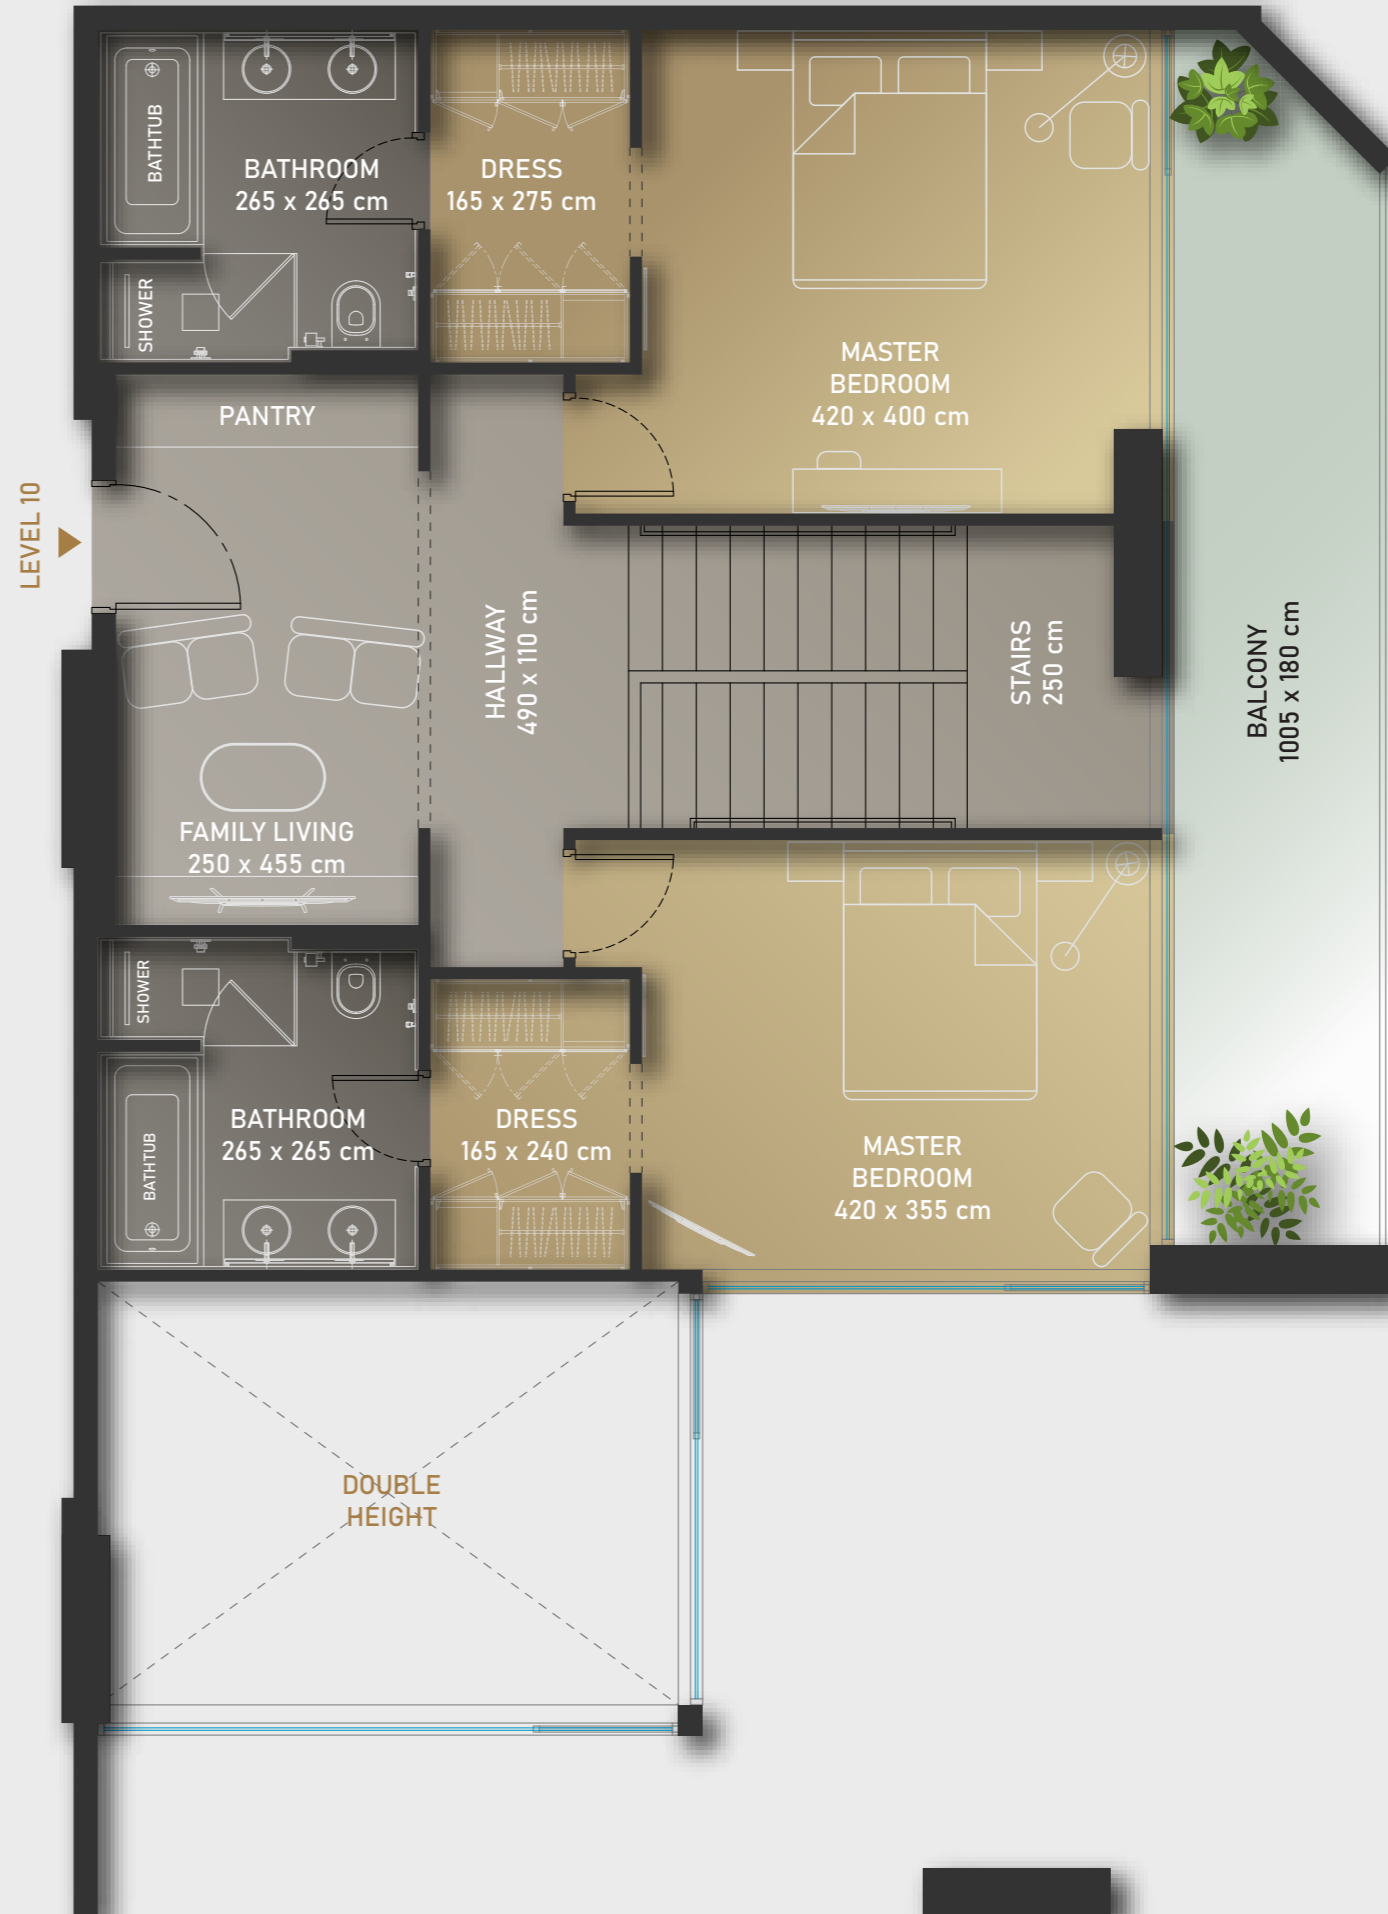 BATHTUB
BATHROOM
265 x 265 cm
DRESS
165 x 275 cm
SHOWER
MASTER
BEDROOM
420 x 400 cm
PANTRY
LEVEL 10
HALLWAY
490 x 110 cm
STAIRS
250 cm
BALCONY
1005 x 180 cm
FAMILY LIVING
250 x 455 cm
SHOWER
BATHTUB
BATHROOM
265 x 265 cm
DRESS
165 x 240 cm
MASTER
BEDROOM
420 x 355 cm
DOUBLE
HEIGHT